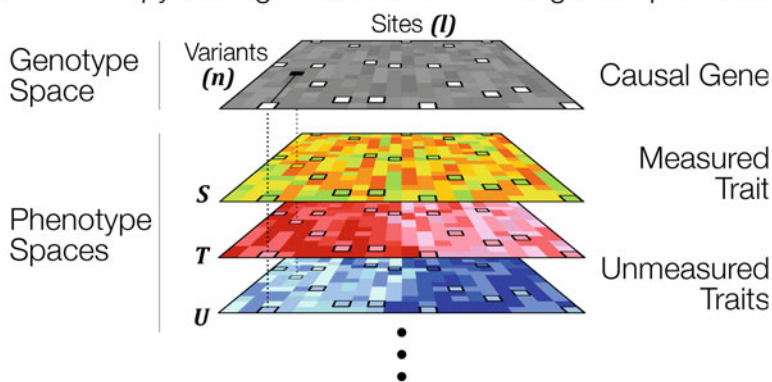 Sites (l)
Variants
(n)
Genotype
Space
Causal Gene
Measured
Trait
S
Phenotype
Spaces
T
Unmeasured
Traits
U